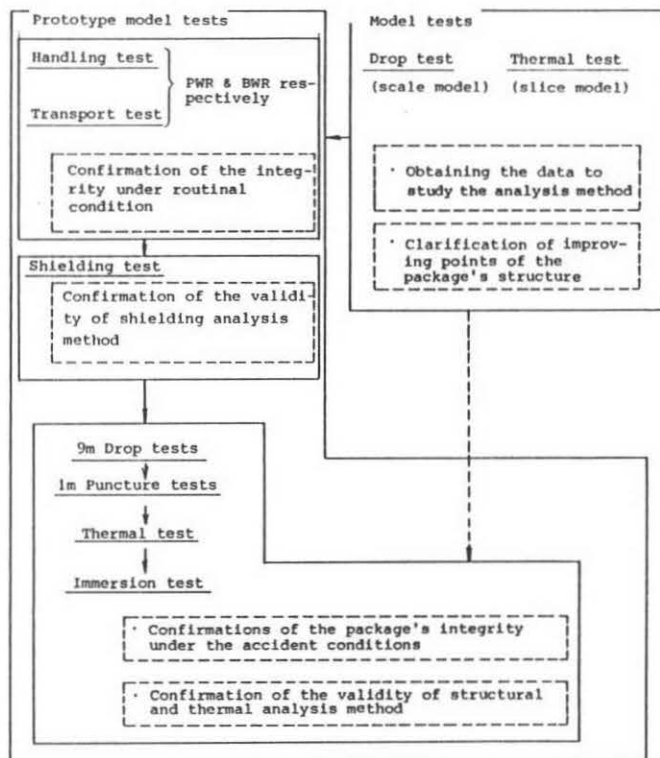 Prototype model tests
Handling test
Transport test
PWR & BWR res-
pectively
Confirmation of the integ-
rity under routinal
condition
Shielding test
Confirmation of the validi-
ty of shielding analysis
method
9m Drop tests
1m Puncture tests
Thermal test
Immersion test
· Confirmations of the package's integrity
under the accident conditions
· Confirmation of the validity of structural
and thermal analysis method
Model tests
Drop test
(scale model)
Thermal test
(slice model)
· Obtaining the data to
study the analysis method
· Clarification of improv-
ing points of the
package's structure